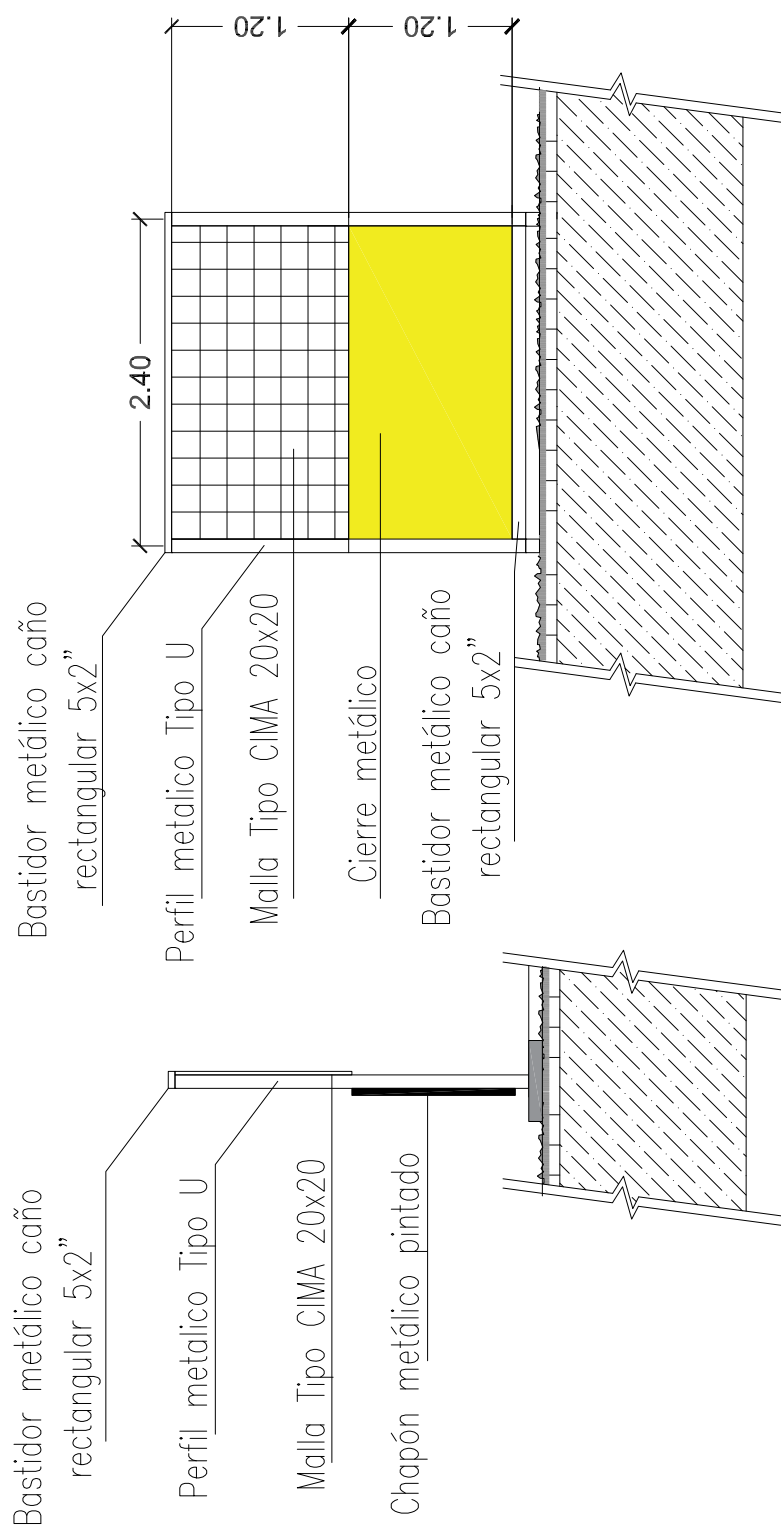 Bastidor metálico caño
rectangular 5x2”
Perfil metalico Tipo U
Malla Tipo CIMA 20x20
Chapón metálico pintado
Bastidor metálico caño
rectangular 5x2”
Perfil metalico Tipo U
Malla Tipo CIMA 20x20
Cierre metálico
Bastidor metálico caño
rectangular 5x2”
2.40
1.20
1.20